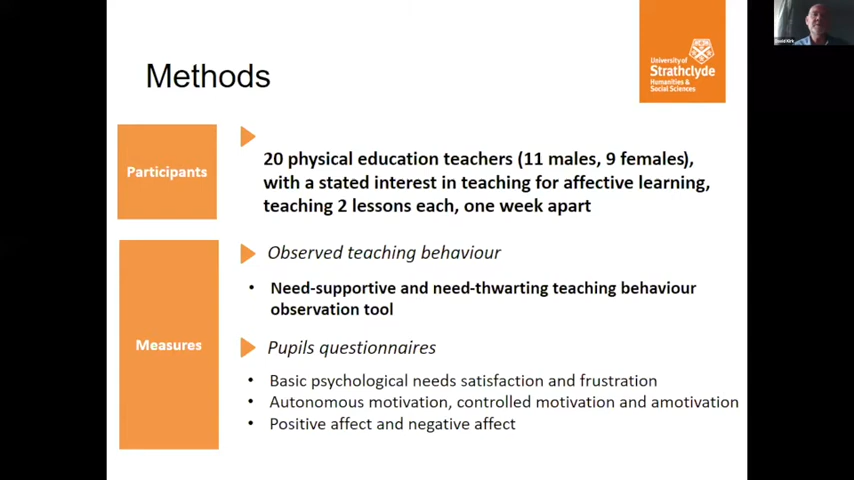 University of
Strathclyde
Humanities &
Social Sciences
David Kirk
Methods
Participants
20 physical education teachers (11 males, 9 females),
with a stated interest in teaching for affective learning,
teaching 2 lessons each, one week apart
Measures
Observed teaching behaviour
• Need-supportive and need-thwarting teaching behaviour
observation tool
Pupils questionnaires
• Basic psychological needs satisfaction and frustration
• Autonomous motivation, controlled motivation and amotivation
• Positive affect and negative affect